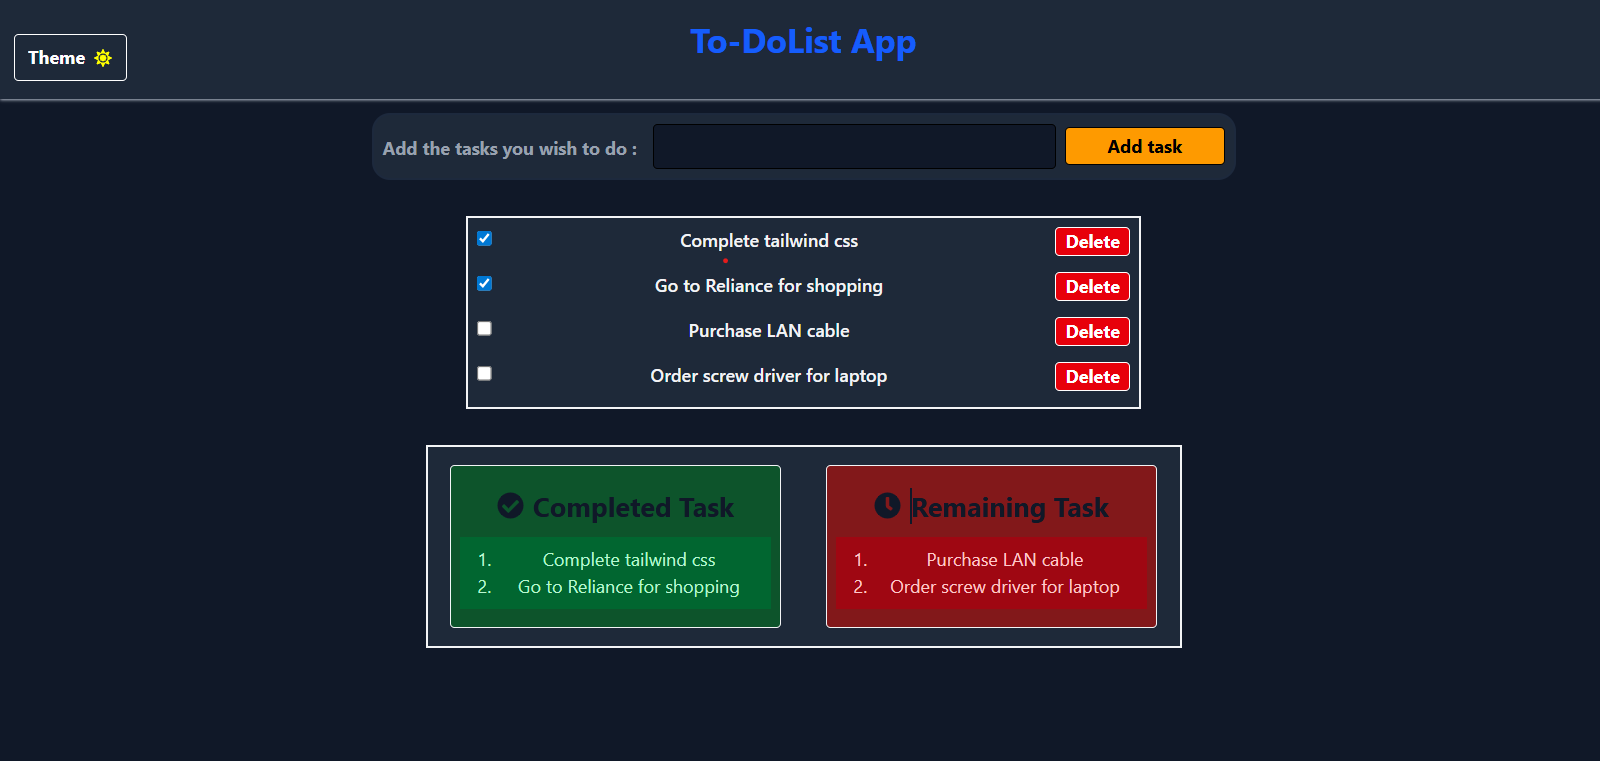 To-DoList App
Theme
Add the tasks you wish to do :
Add task
Complete tailwind css
Delete
Go to Reliance for shopping
Delete
Purchase LAN cable
Delete
Order screw driver for laptop
Delete
Completed Task
1. Complete tailwind css
2. Go to Reliance for shopping
Remaining Task
1. Purchase LAN cable
2. Order screw driver for laptop